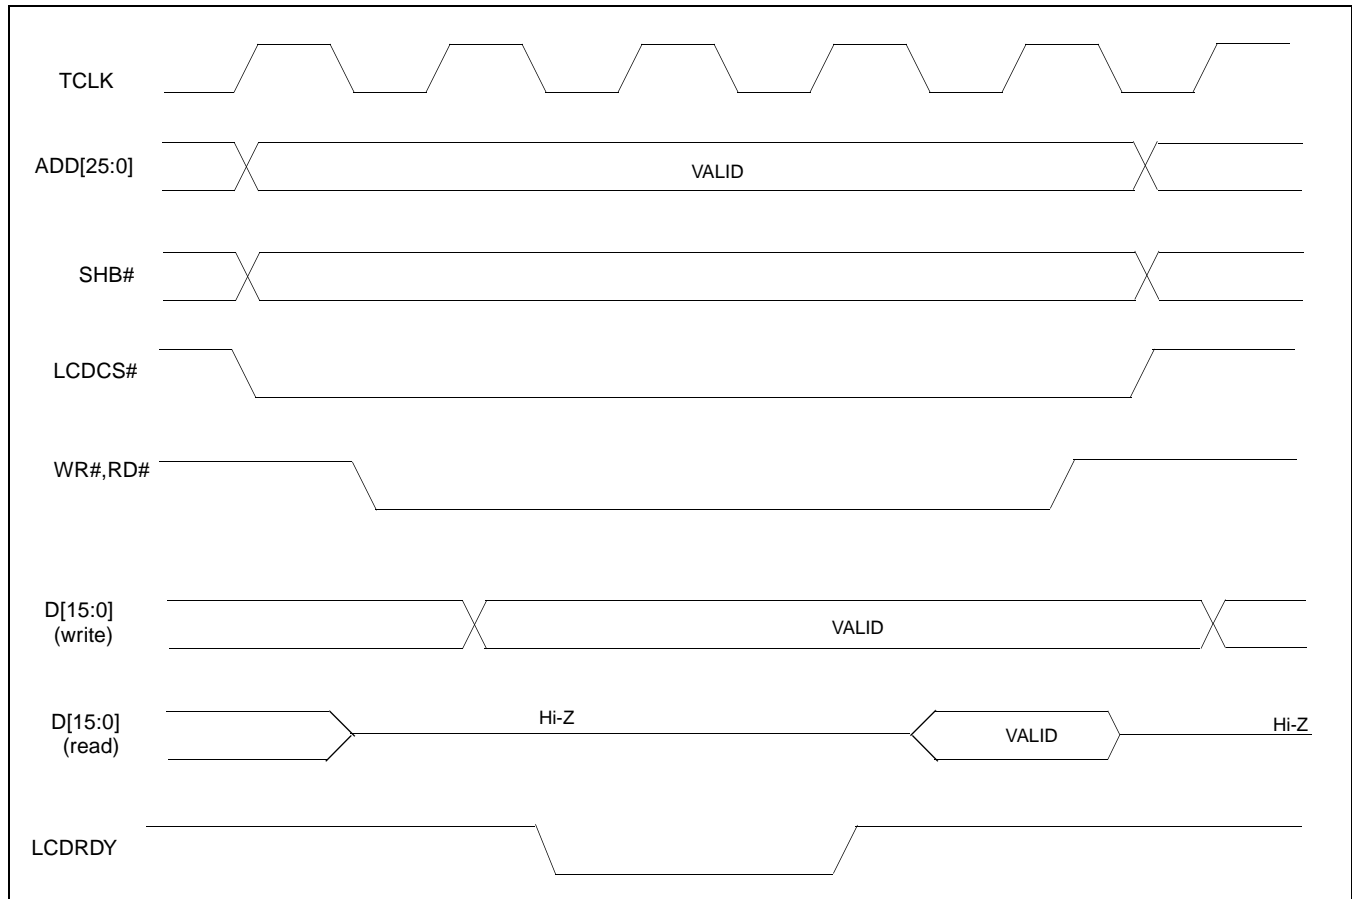 TCLK
ADD[25:0]
VALID
SHB#
LCDCS#
WR#,RD#
D[15:0]
(write)
VALID
D[15:0]
(read)
Hi-Z
VALID
Hi-Z
LCDRDY